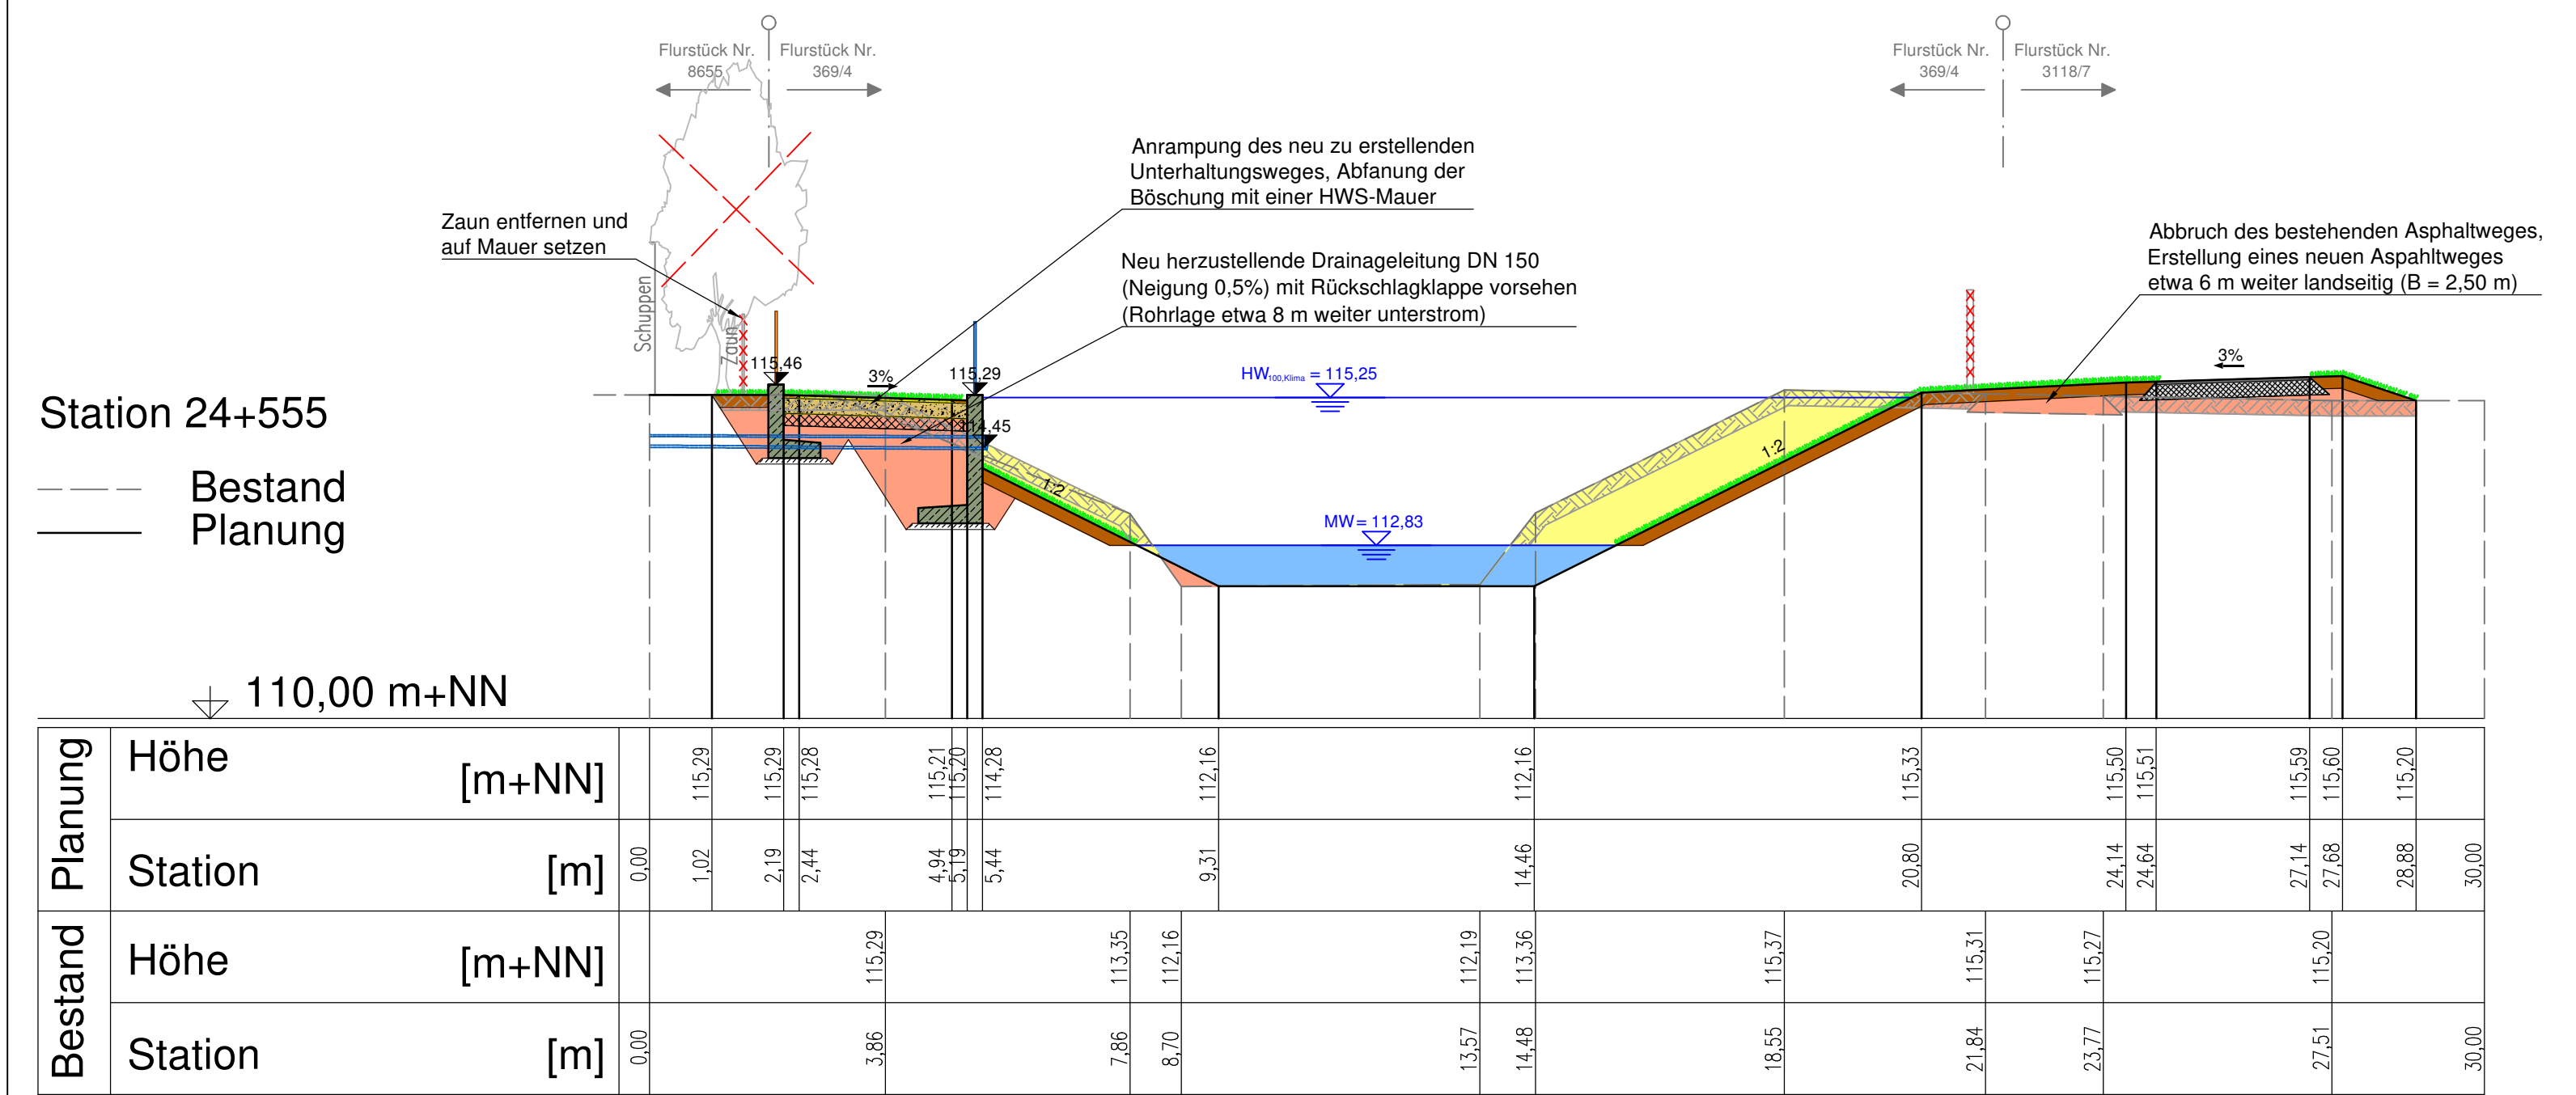 Flurstück Nr.
8655
Flurstück Nr.
369/4
Flurstück Nr.
369/4
Flurstück Nr.
3118/7
Anrampung des neu zu erstellenden
Unterhaltungsweges, Abfanung der
Böschung mit einer HWS-Mauer
Zaun entfernen und
auf Mauer setzen
Neu herzustellende Drainageleitung DN 150
(Neigung 0,5%) mit Rückschlagklappe vorsehen
(Rohrlage etwa 8 m weiter unterstrom)
Abbruch des bestehenden Asphaltweges,
Erstellung eines neuen Aspahltweges
etwa 6 m weiter landseitig (B = 2,50 m)
Schuppen
Zaun
115,46
3%
115,29
114,45
HW100,Klima = 115,25
3%
1:2
1:2
MW = 112,83
Station 24+555
Bestand
Planung
110,00 m+NN
Planung
Höhe [m+NN]
115,29 115,29 115,28 115,21 115,20 114,28 112,16 112,16 115,33 115,50 115,51 115,59 115,60 115,20
Station [m]
0,00 1,02 2,19 2,44 4,94 5,19 5,44 9,31 14,46 20,80 24,14 24,64 27,14 27,68 28,88 30,00
Bestand
Höhe [m+NN]
115,29 113,35 112,16 112,19 113,36 115,37 115,31 115,27 115,20
Station [m]
0,00 3,86 7,86 8,70 13,57 14,48 18,55 21,84 23,77 27,51 30,00